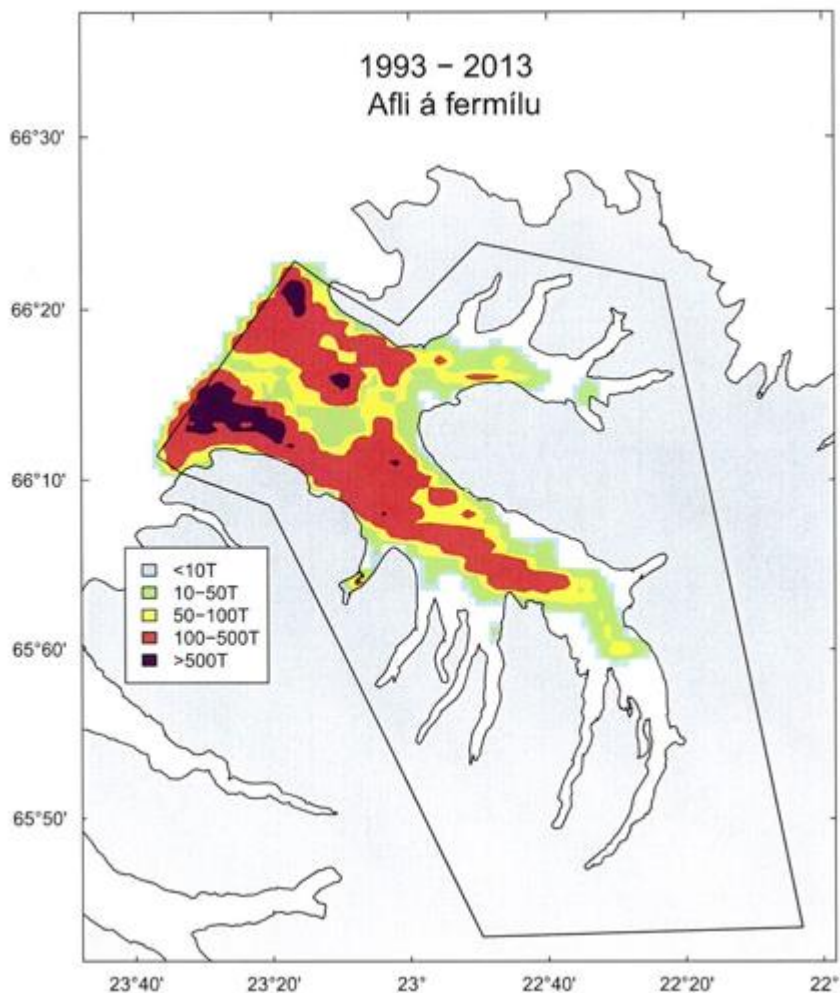 1993 – 2013
Afli á fermílu
66°30'
66°20'
66°10'
65°60'
65°50'
<10T
10–50T
50–100T
100–500T
>500T
23°40'
23°20'
23°
22°40'
22°20'
22°